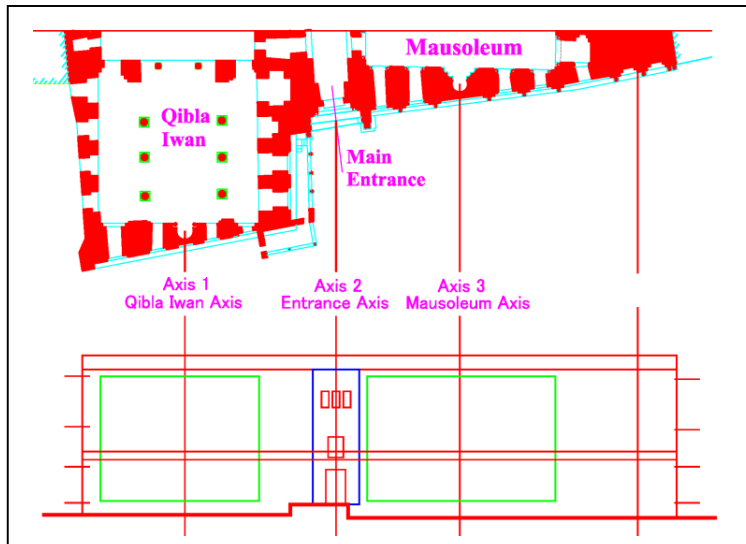 Mausoleum
Qibla
Iwan
Main
Entrance
Axis 1
Qibla Iwan Axis
Axis 2
Entrance Axis
Axis 3
Mausoleum Axis